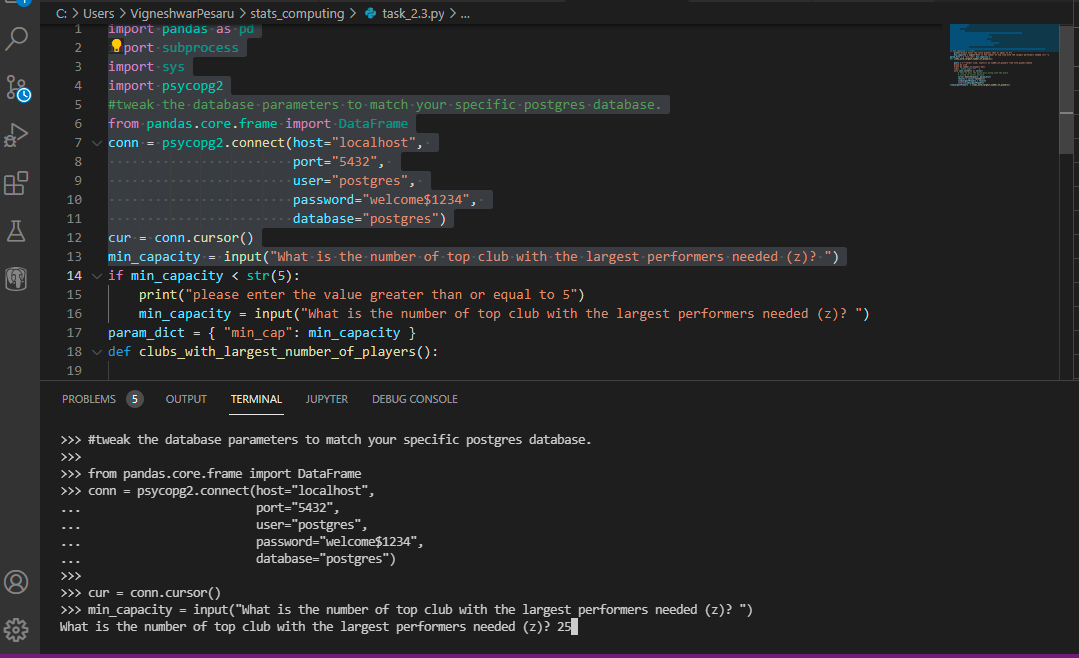 C: > Users > VigneshwarPesaru > stats_computing > task_2.3.py > ...
1 import pandas as pd
2 port subprocess
3 import sys
4 import psycopg2
5 #tweak the database parameters to match your specific postgres database.
6 from pandas.core.frame import DataFrame
7 conn = psycopg2.connect(host="localhost",
8 port="5432",
9 user="postgres",
10 password="welcome$1234",
11 database="postgres")
12 cur = conn.cursor()
13 min_capacity = input("What is the number of top club with the largest performers needed (z)? ")
14 if min_capacity < str(5):
15 print("please enter the value greater than or equal to 5")
16 min_capacity = input("What is the number of top club with the largest performers needed (z)? ")
17 param_dict = { "min_cap": min_capacity }
18 def clubs_with_largest_number_of_players():
19
PROBLEMS 5 OUTPUT TERMINAL JUPYTER DEBUG CONSOLE
>>> #tweak the database parameters to match your specific postgres database.
>>>
>>> from pandas.core.frame import DataFrame
>>> conn = psycopg2.connect(host="localhost",
... port="5432",
... user="postgres",
... password="welcome$1234",
... database="postgres")
>>>
>>> cur = conn.cursor()
>>> min_capacity = input("What is the number of top club with the largest performers needed (z)? ")
What is the number of top club with the largest performers needed (z)? 25